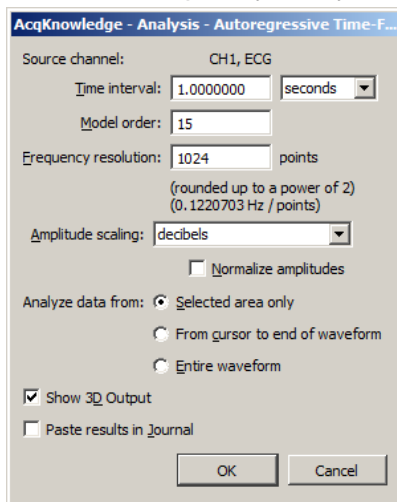 AcqKnowledge - Analysis - Autoregressive Time-F...
Source channel: CH1, ECG
Time interval: 1.0000000 seconds
Model order: 15
Frequency resolution: 1024 points
(rounded up to a power of 2)
(0.1220703 Hz / points)
Amplitude scaling: decibels
Normalize amplitudes
Analyze data from: Selected area only
From cursor to end of waveform
Entire waveform
Show 3D Output
Paste results in Journal
OK Cancel